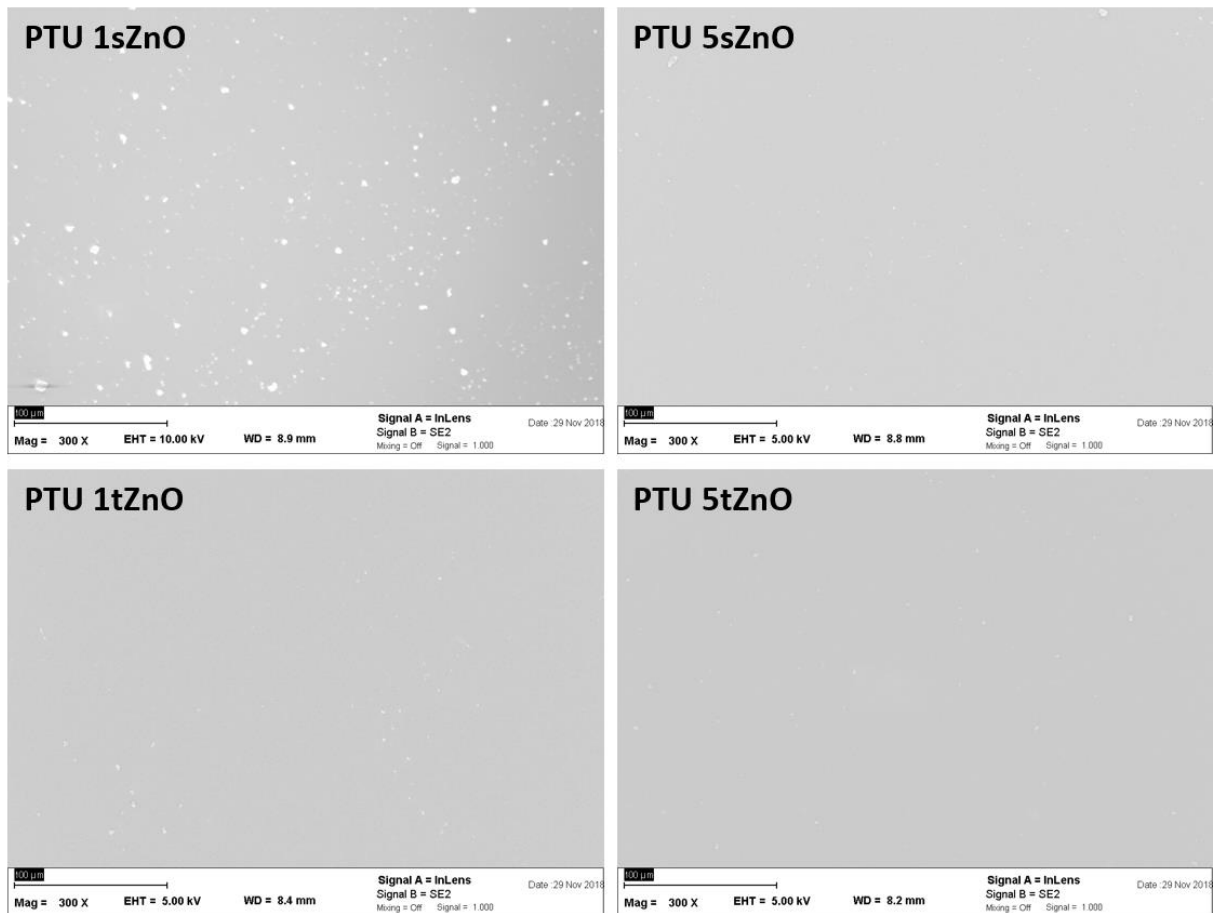 PTU 1sZnO
100 µm
Mag = 300 X EHT = 10.00 kV WD = 8.9 mm Signal A = InLens Date :29 Nov 2018
Signal B = SE2
Mixing = Off Signal = 1.000
PTU 5sZnO
100 µm
Mag = 300 X EHT = 5.00 kV WD = 8.8 mm Signal A = InLens Date :29 Nov 2018
Signal B = SE2
Mixing = Off Signal = 1.000
PTU 1tZnO
100 µm
Mag = 300 X EHT = 5.00 kV WD = 8.4 mm Signal A = InLens Date :29 Nov 2018
Signal B = SE2
Mixing = Off Signal = 1.000
PTU 5tZnO
100 µm
Mag = 300 X EHT = 5.00 kV WD = 8.2 mm Signal A = InLens Date :29 Nov 2018
Signal B = SE2
Mixing = Off Signal = 1.000